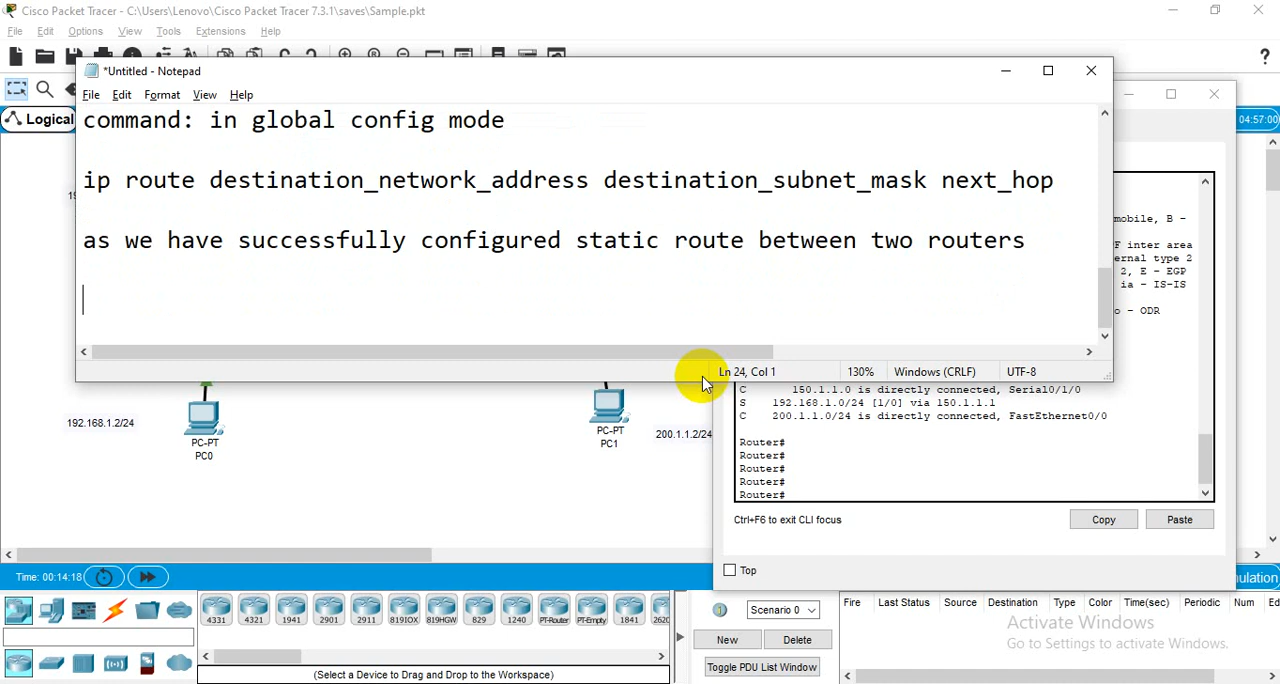 Cisco Packet Tracer - C:\Users\Lenovo\Cisco Packet Tracer 7.3.1\saves\Sample.pkt
File Edit Options View Tools Extensions Help
*Untitled - Notepad
File Edit Format View Help
Logical
04:57:00
command: in global config mode
ip route destination_network_address destination_subnet_mask next_hop
as we have successfully configured static route between two routers
Ln 24, Col 1 130% Windows (CRLF) UTF-8
mobile, B -
F inter area
ernal type 2
2, E - EGP
ia - IS-IS
o - ODR
C 150.1.1.0 is directly connected, Serial0/1/0
S 192.168.1.0/24 [1/0] via 150.1.1.1
C 200.1.1.0/24 is directly connected, FastEthernet0/0
Router#
Router#
Router#
Router#
Router#
Ctrl+F6 to exit CLI focus
Copy
Paste
Top
192.168.1.2/24
PC-PT
PC0
PC-PT
PC1
200.1.1.2/24
Time: 00:14:18
ulation
4331 4321 1941 2901 2911 819IOX 819HGW 829 1240 PT-Router PT-Empty 1841 2620
(Select a Device to Drag and Drop to the Workspace)
Scenario 0
New Delete
Toggle PDU List Window
Fire Last Status Source Destination Type Color Time(sec) Periodic Num Ed
Activate Windows
Go to Settings to activate Windows.